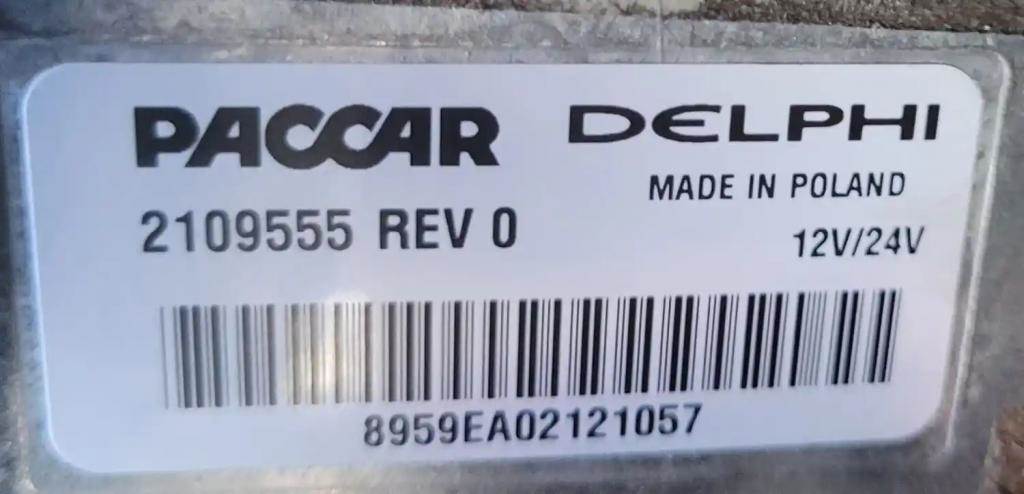 PACCAR DELPHI
MADE IN POLAND
2109555 REV 0
12V/24V
8959EA02121057